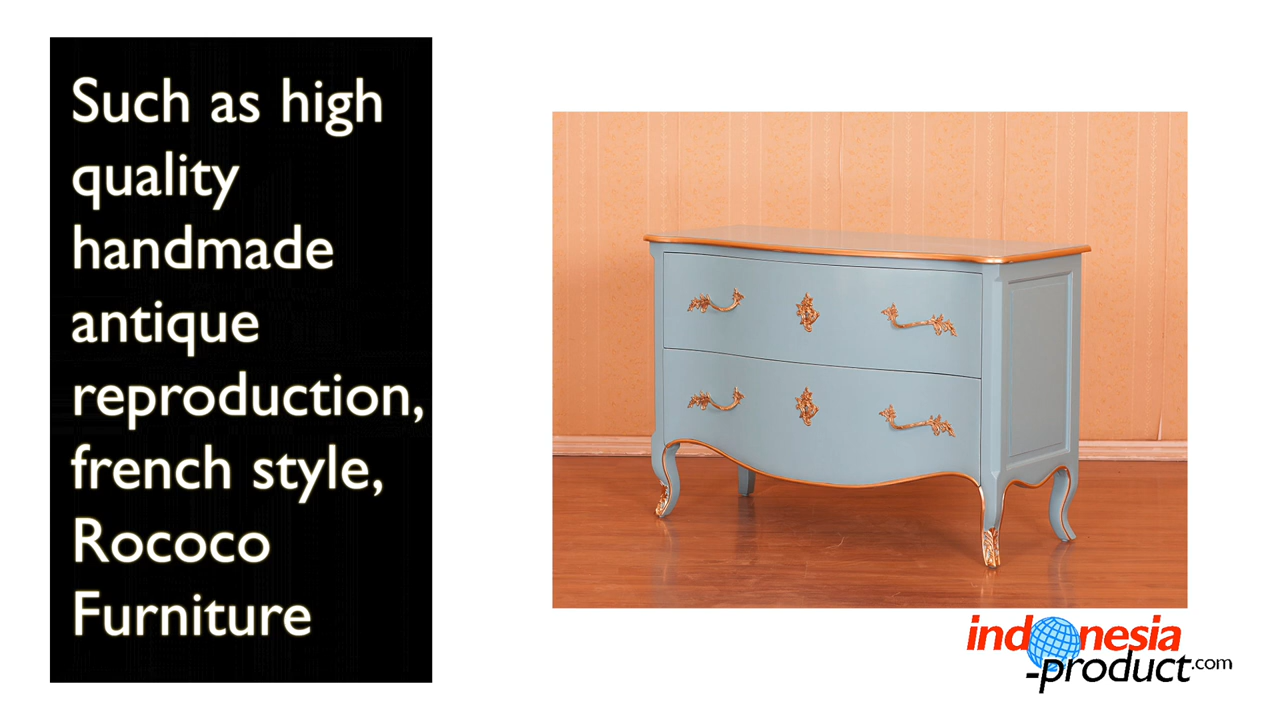 Such as high
quality
handmade
antique
reproduction,
french style,
Rococo
Furniture
indonesia
-product.com